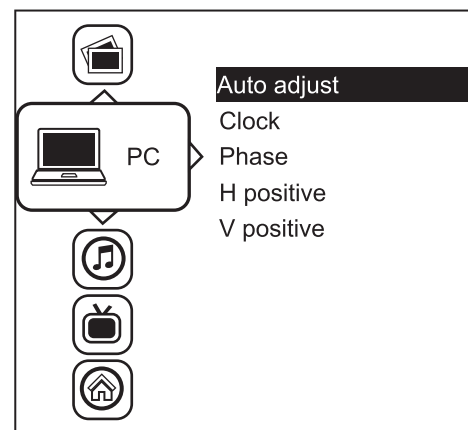 PC
Auto adjust
Clock
Phase
H positive
V positive